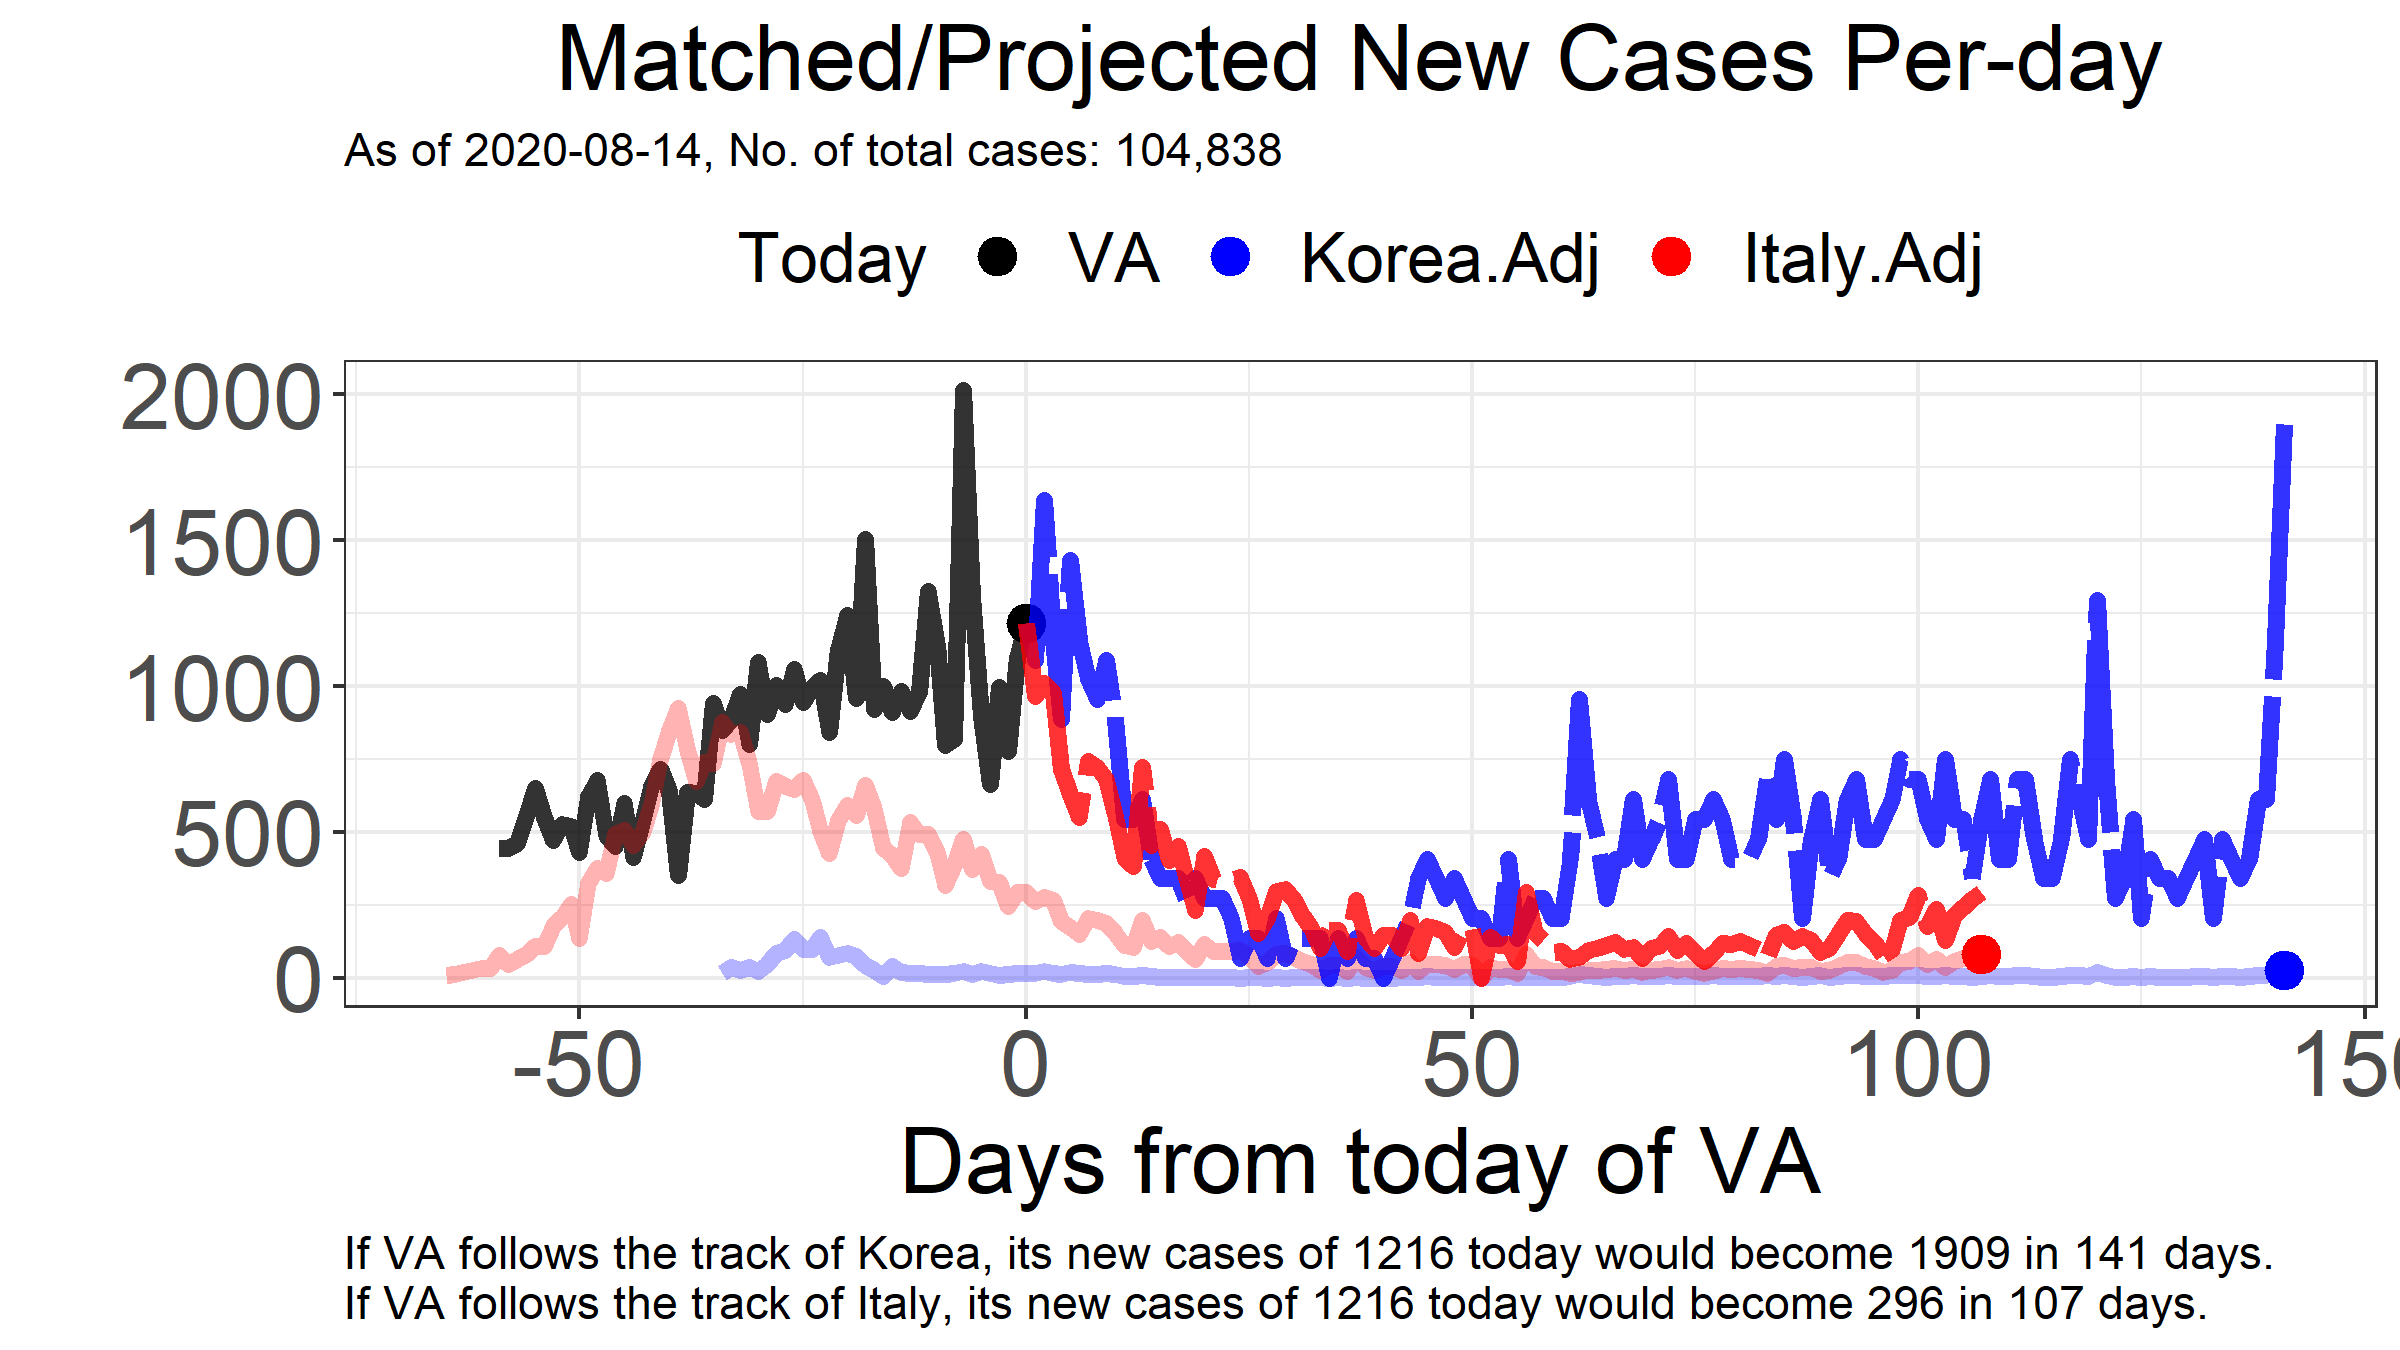 Matched/Projected New Cases Per-day
As of 2020-08-14, No. of total cases: 104,838
Today VA Korea.Adj Italy.Adj
2000
1500
1000
500
0
-50 0 50 100 150
Days from today of VA
If VA follows the track of Korea, its new cases of 1216 today would become 1909 in 141 days.
If VA follows the track of Italy, its new cases of 1216 today would become 296 in 107 days.